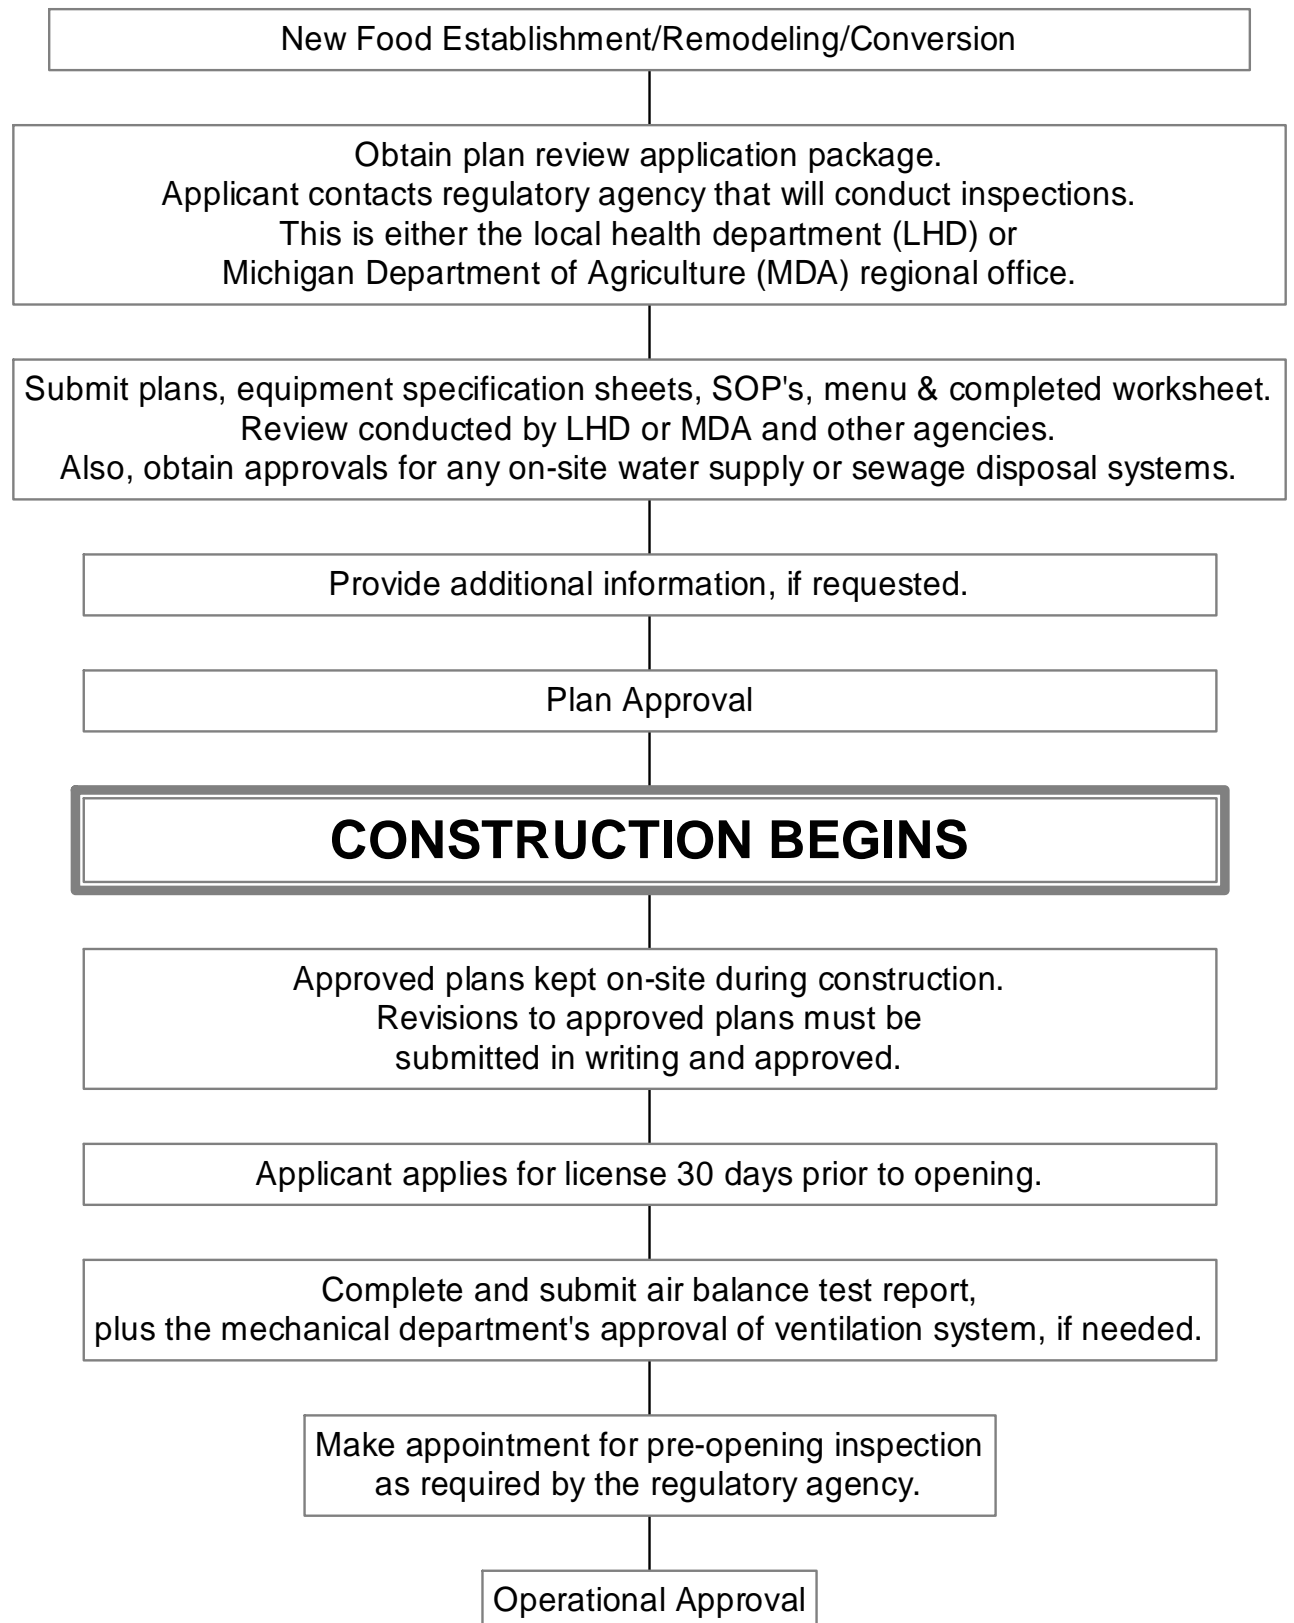 New Food Establishment/Remodeling/Conversion
Obtain plan review application package.
Applicant contacts regulatory agency that will conduct inspections.
This is either the local health department (LHD) or
Michigan Department of Agriculture (MDA) regional office.
Submit plans, equipment specification sheets, SOP's, menu & completed worksheet.
Review conducted by LHD or MDA and other agencies.
Also, obtain approvals for any on-site water supply or sewage disposal systems.
Provide additional information, if requested.
Plan Approval
CONSTRUCTION BEGINS
Approved plans kept on-site during construction.
Revisions to approved plans must be
submitted in writing and approved.
Applicant applies for license 30 days prior to opening.
Complete and submit air balance test report,
plus the mechanical department's approval of ventilation system, if needed.
Make appointment for pre-opening inspection
as required by the regulatory agency.
Operational Approval